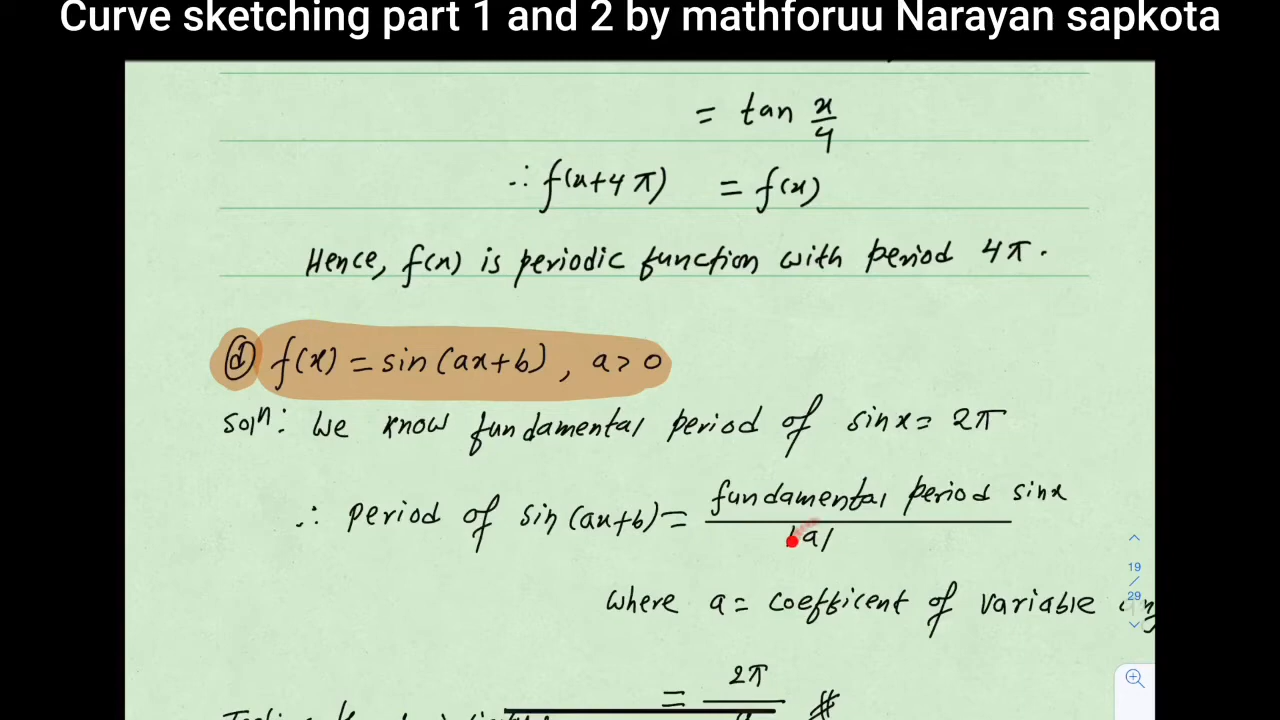 Curve sketching part 1 and 2 by mathforuu Narayan sapkota
= tan x/4
∴ f(x+4π) = f(x)
Hence, f(x) is periodic function with period 4π.
ⓓ f(x) = sin(ax+b), a>0
Solⁿ: We know fundamental period of sinx = 2π
∴ period of sin(ax+b) = fundamental period sinx
|a|
19
/
29
where a = coefficent of variable
= 2π #